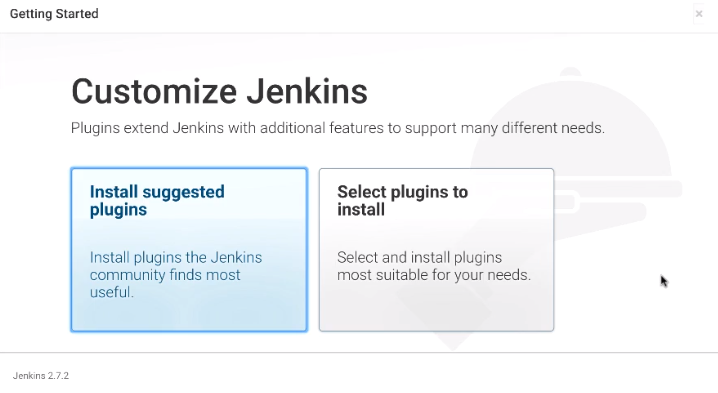 Getting Started
×
Customize Jenkins
Plugins extend Jenkins with additional features to support many different needs.
Install suggested
plugins
Install plugins the Jenkins
community finds most
useful.
Select plugins to
install
Select and install plugins
most suitable for your needs.
Jenkins 2.7.2